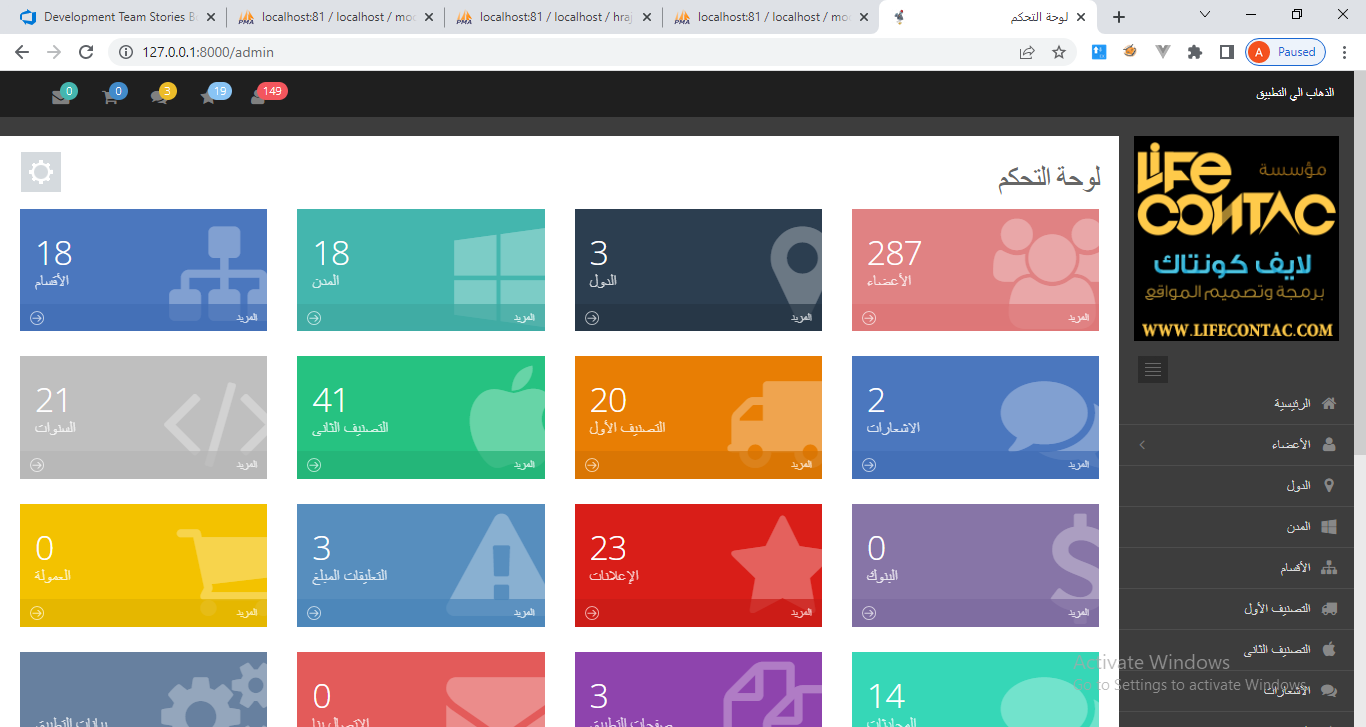 Development Team Stories B
localhost:81 / localhost / mo
localhost:81 / localhost / hraj
localhost:81 / localhost / mo
لوحة التحكم
127.0.0.1:8000/admin
A Paused
0
0
3
19
149
الذهاب الي التطبيق
لوحة التحكم
LIFE CONTAC
مؤسسة
لايف كونتاك
برمجة وتصميم المواقع
WWW.LIFECONTAC.COM
287
الأعضاء
المزيد
3
الدول
المزيد
18
المدن
المزيد
18
الأقسام
المزيد
2
الاشعارات
المزيد
20
التصنيف الأول
المزيد
41
التصنيف الثانى
المزيد
21
السنوات
المزيد
0
البنوك
المزيد
23
الإعلانات
المزيد
3
التعليقات المبلغ
المزيد
0
العمولة
المزيد
14
المحادثات
3
صفحات التطبيق
0
الاتصال بنا
بيانات التطبيق
الرئيسية
الأعضاء
الدول
المدن
الأقسام
التصنيف الأول
التصنيف الثانى
الاشعارات
Activate Windows
Go to Settings to activate Windows.